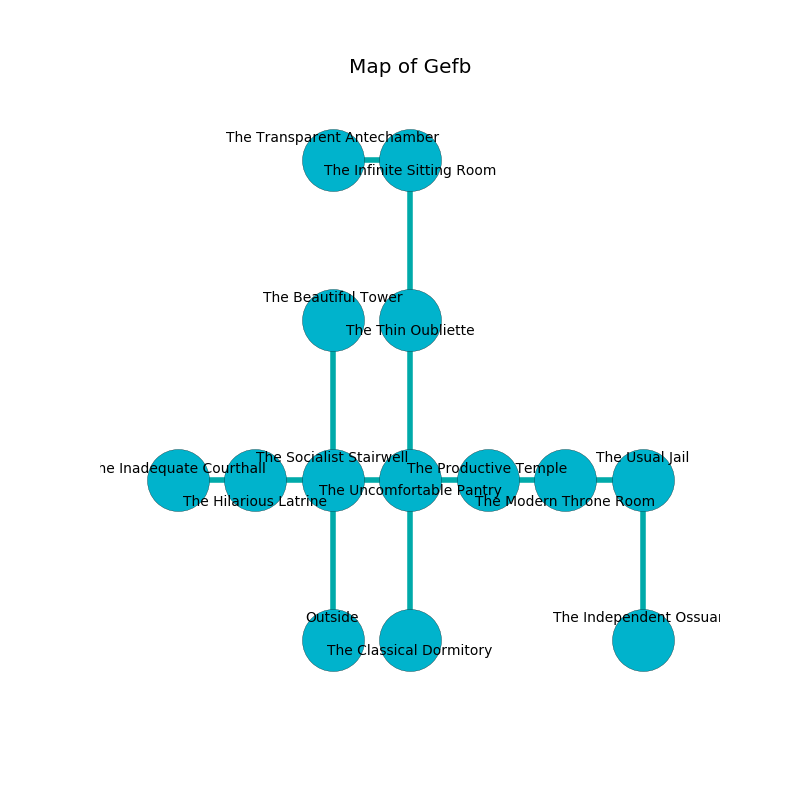 Map of Gefb
The Transparent Antechamber
The Infinite Sitting Room
The Beautiful Tower
The Thin Oubliette
The Socialist Stairwell
The Usual Jail
he Inadequate Courthall
The Productive Temple
The Uncomfortable Pantry
The Hilarious Latrine
The Modern Throne Room
Outside
The Independent Ossuar
The Classical Dormitory